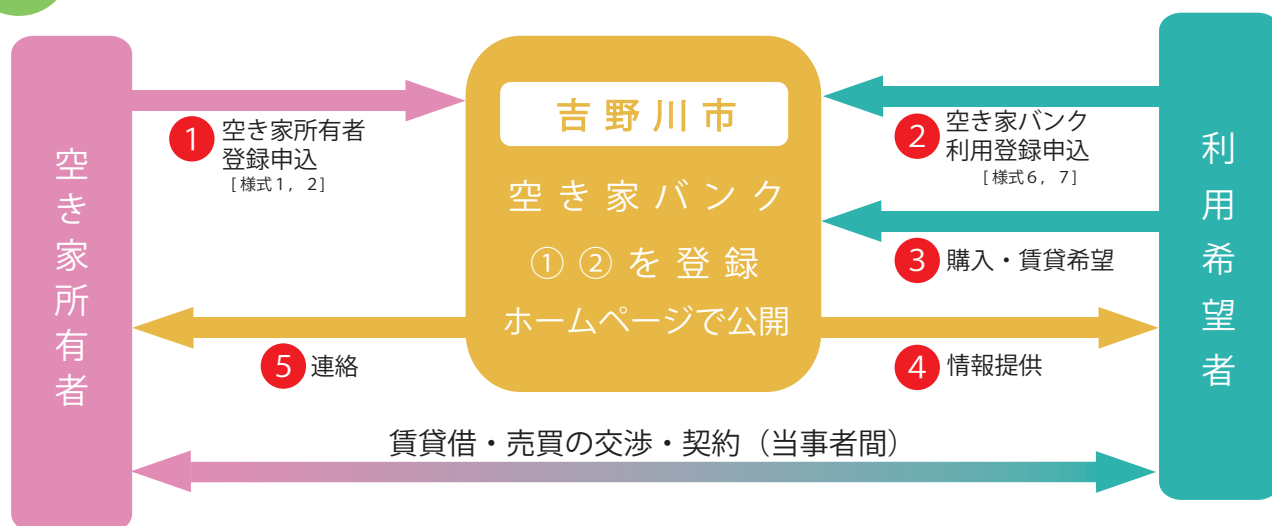 空き家所有者
1 空き家所有者
登録申込
[様式1，2]
吉野川市
空き家バンク
①②を登録
ホームページで公開
2 空き家バンク
利用登録申込
[様式6，7]
3 購入・賃貸希望
4 情報提供
5 連絡
利用希望者
賃貸借・売買の交渉・契約（当事者間）